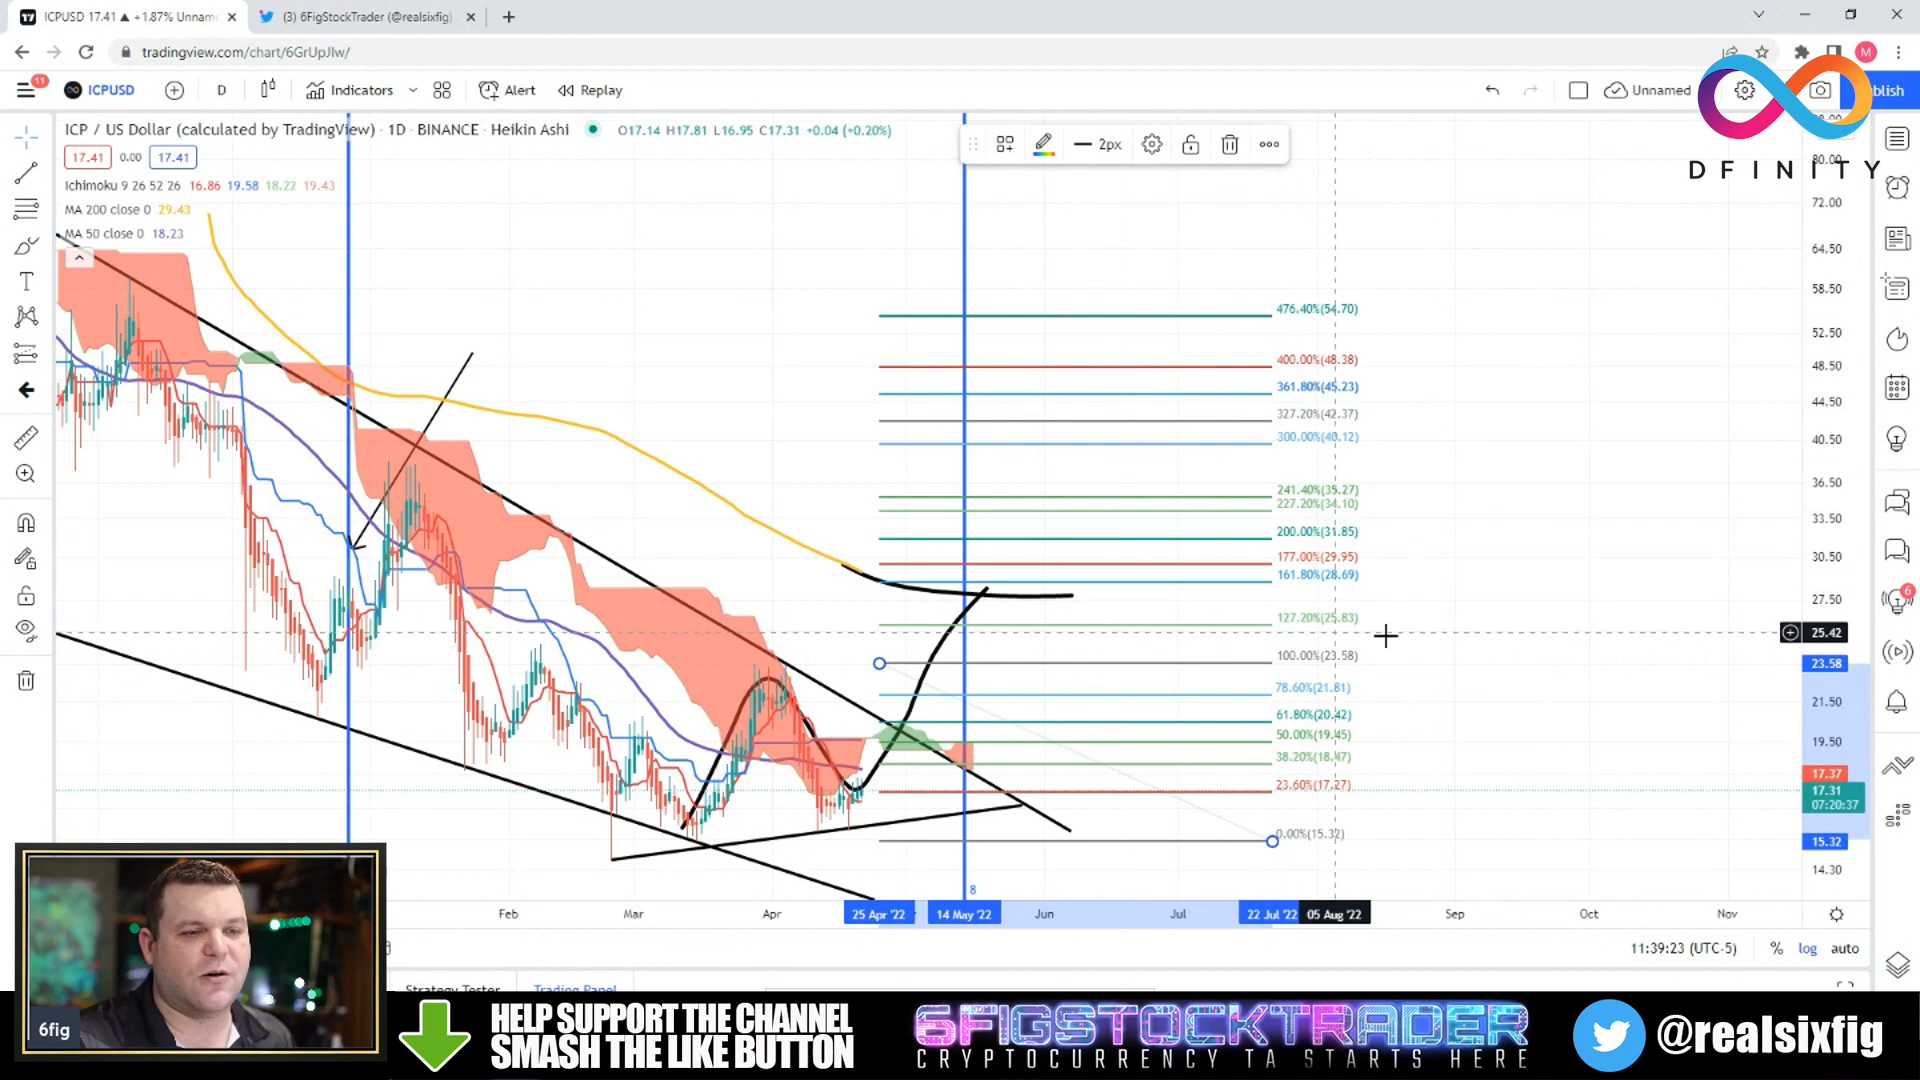 ICPUSD 17.41 ▲ +1.87% Unnam
(3) 6FigStockTrader (@realsixfig)
tradingview.com/chart/6GrUpJIw/
M
11
ICPUSD
D
Indicators
Alert
Replay
Unnamed
blish
DFINITY
ICP / US Dollar (calculated by TradingView) · 1D · BINANCE · Heikin Ashi
O17.14 H17.81 L16.95 C17.31 +0.04 (+0.20%)
2px
17.41 0.00 17.41
Ichimoku 9 26 52 26 16.86 19.58 18.22 19.43
MA 200 close 0 29.43
MA 50 close 0 18.23
80.00
72.00
64.50
58.50
52.50
48.50
44.50
40.50
36.50
33.50
30.50
27.50
25.42
23.58
21.50
19.50
17.37
17.31
07:20:37
15.32
14.30
476.40%(54.70)
400.00%(48.38)
361.80%(45.23)
327.20%(42.37)
300.00%(40.12)
241.40%(35.27)
227.20%(34.10)
200.00%(31.85)
177.00%(29.95)
161.80%(28.69)
127.20%(25.83)
100.00%(23.58)
78.60%(21.81)
61.80%(20.42)
50.00%(19.45)
38.20%(18.47)
23.60%(17.27)
0.00%(15.32)
6
8
Feb Mar Apr 25 Apr '22 14 May '22 Jun Jul 22 Jul '22 05 Aug '22 Sep Oct Nov
11:39:23 (UTC-5) % log auto
Strategy Tester Trading Panel
6fig
HELP SUPPORT THE CHANNEL
SMASH THE LIKE BUTTON
6FIGSTOCKTRADER
CRYPTOCURRENCY TA STARTS HERE
@realsixfig